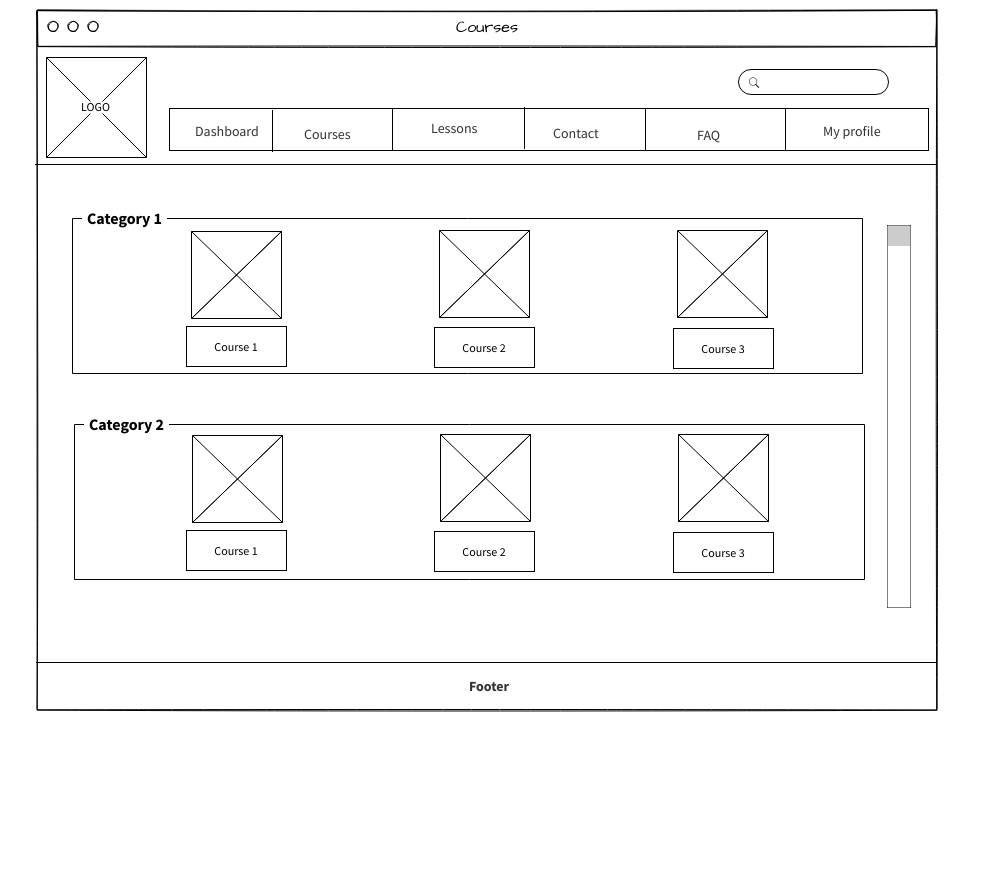 Courses
LOGO
Dashboard
Courses
Lessons
Contact
FAQ
My profile
Category 1
Course 1
Course 2
Course 3
Category 2
Course 1
Course 2
Course 3
Footer